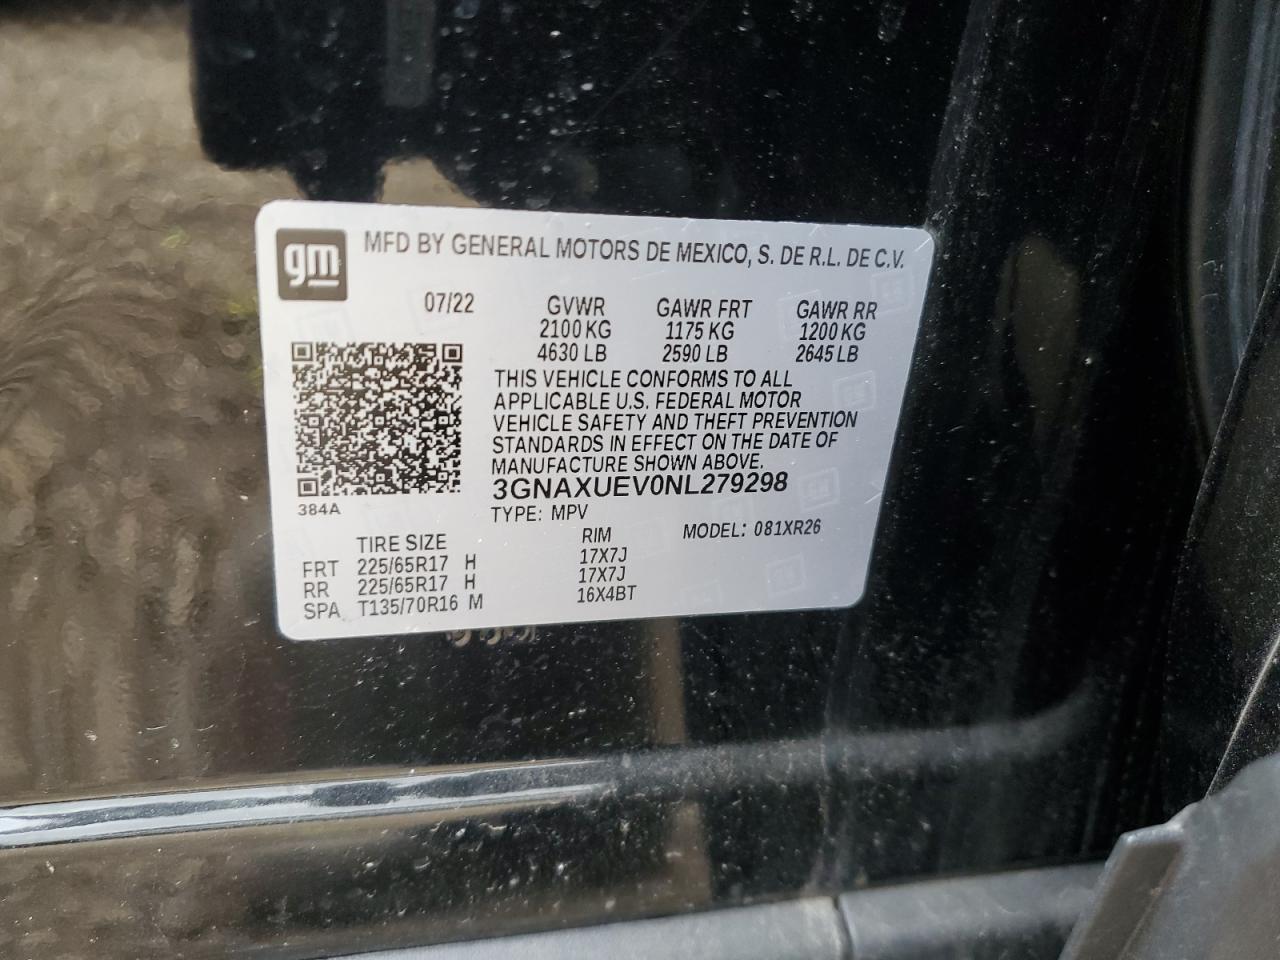 gm
MFD BY GENERAL MOTORS DE MEXICO, S. DE R.L. DE C.V.
07/22 GVWR GAWR FRT GAWR RR
2100 KG 1175 KG 1200 KG
4630 LB 2590 LB 2645 LB
THIS VEHICLE CONFORMS TO ALL
APPLICABLE U.S. FEDERAL MOTOR
VEHICLE SAFETY AND THEFT PREVENTION
STANDARDS IN EFFECT ON THE DATE OF
MANUFACTURE SHOWN ABOVE.
3GNAXUEV0NL279298
384A
TYPE: MPV
TIRE SIZE RIM MODEL: 081XR26
FRT 225/65R17 H 17X7J
RR 225/65R17 H 17X7J
SPA T135/70R16 M 16X4BT